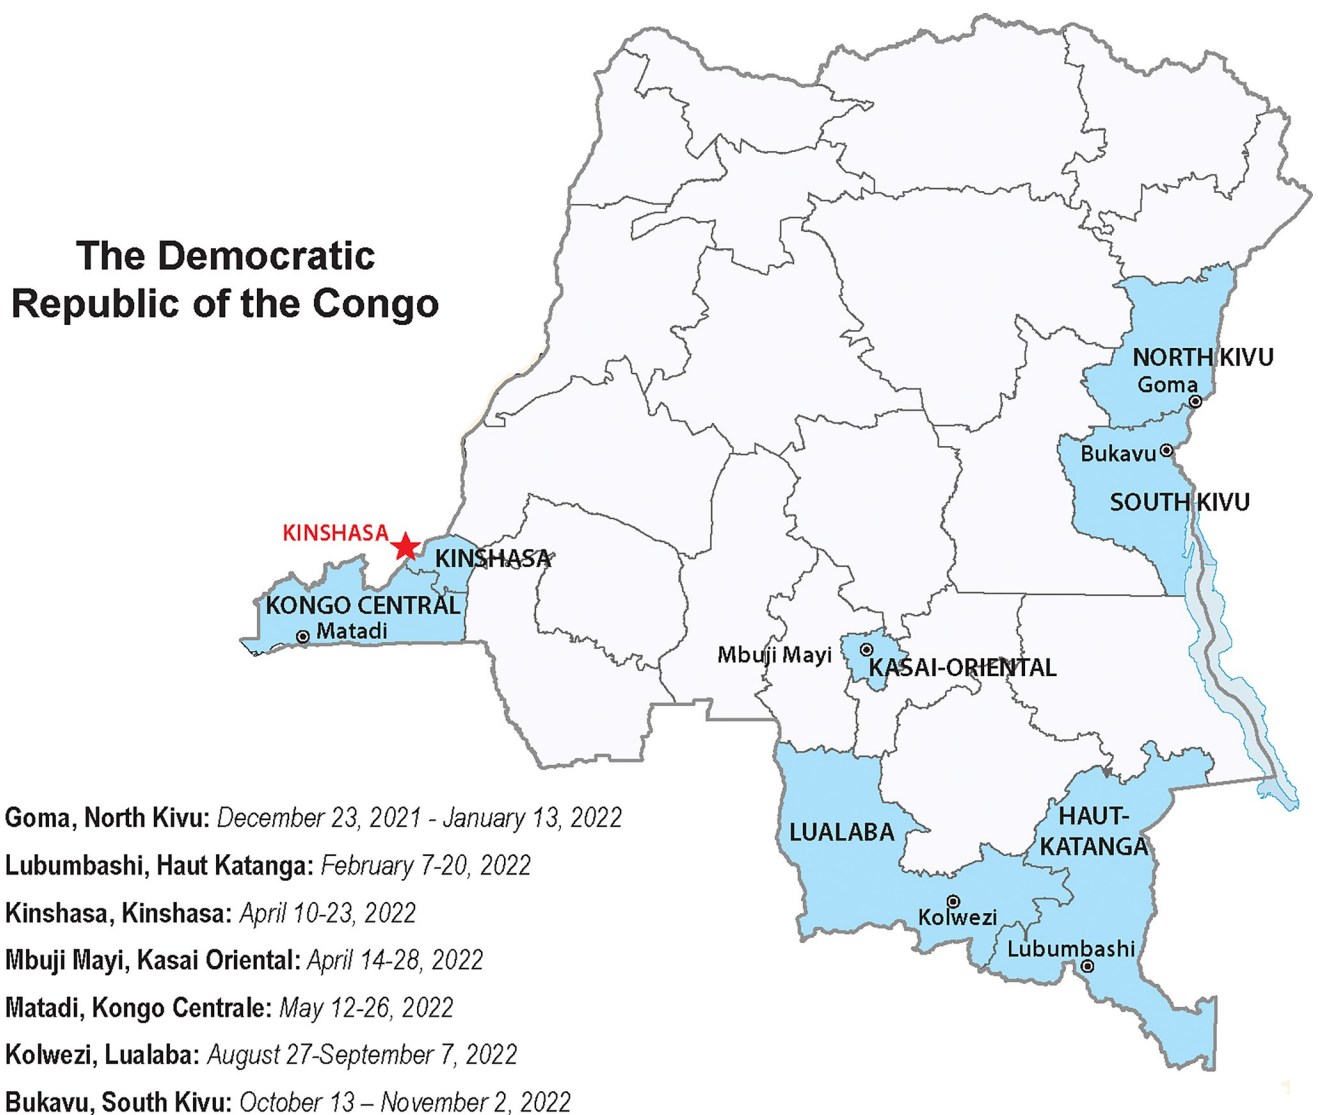 The Democratic
Republic of the Congo
NORTH KIVU
Goma
Bukavu
SOUTH KIVU
KINSHASA
KINSHASA
KONGO CENTRAL
Matadi
Mbuji Mayi
KASAI-ORIENTAL
LUALABA
HAUT-
KATANGA
Kolwezi
Lubumbashi
Goma, North Kivu: December 23, 2021 - January 13, 2022
Lubumbashi, Haut Katanga: February 7-20, 2022
Kinshasa, Kinshasa: April 10-23, 2022
Mbuji Mayi, Kasai Oriental: April 14-28, 2022
Matadi, Kongo Centrale: May 12-26, 2022
Kolwezi, Lualaba: August 27-September 7, 2022
Bukavu, South Kivu: October 13 – November 2, 2022